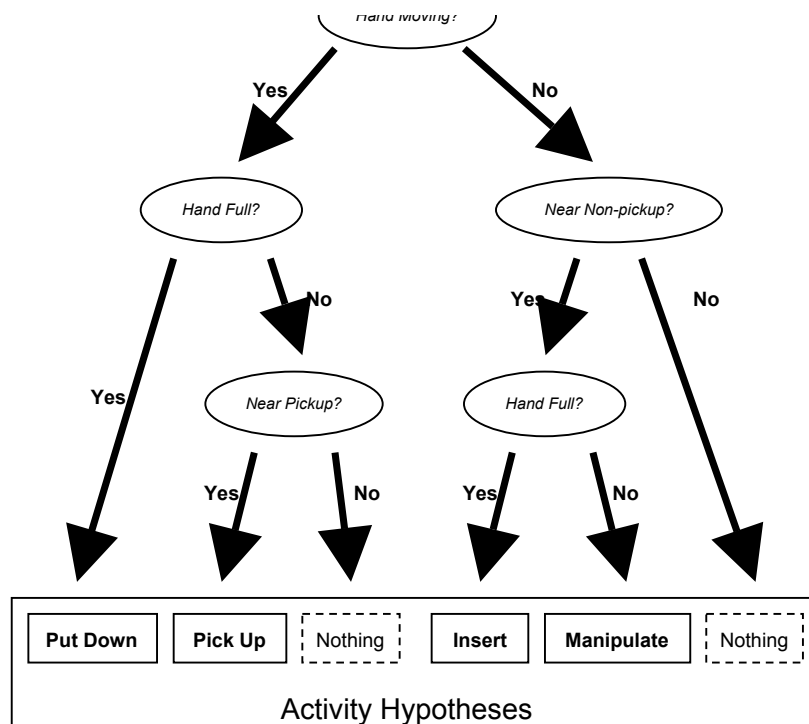 Hand Moving?
Yes
No
Hand Full?
Near Non-pickup?
No
Yes
No
Yes
Near Pickup?
Hand Full?
Yes
No
Yes
No
Put Down
Pick Up
Nothing
Insert
Manipulate
Nothing
Activity Hypotheses